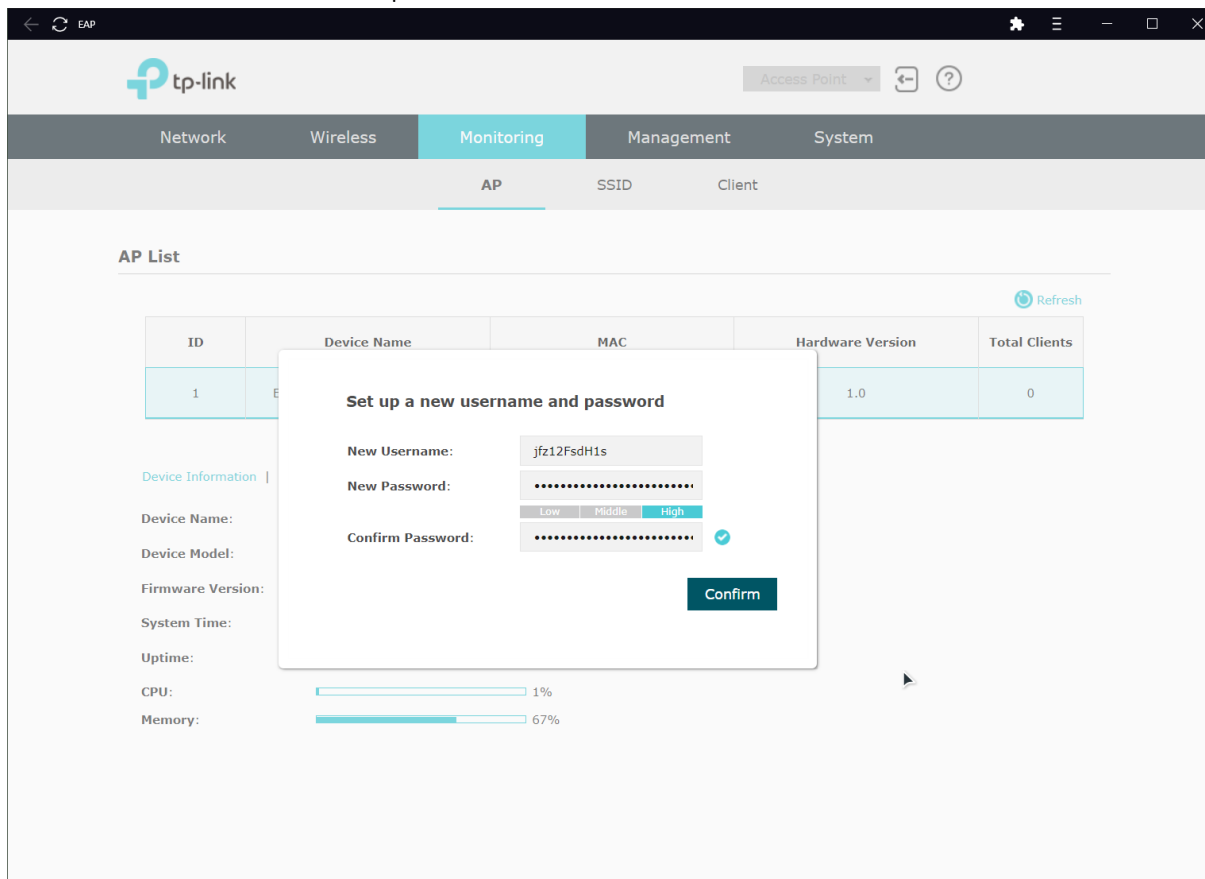 EAP
tp-link
Access Point
Network Wireless Monitoring Management System
AP SSID Client
AP List
Refresh
ID Device Name MAC Hardware Version Total Clients
1 E 1.0 0
Set up a new username and password
New Username: jfz12FsdH1s
New Password: ••••••••••••••••••••••••
Low Middle High
Confirm Password: ••••••••••••••••••••••••
Confirm
Device Information |
Device Name:
Device Model:
Firmware Version:
System Time:
Uptime:
CPU: 1%
Memory: 67%